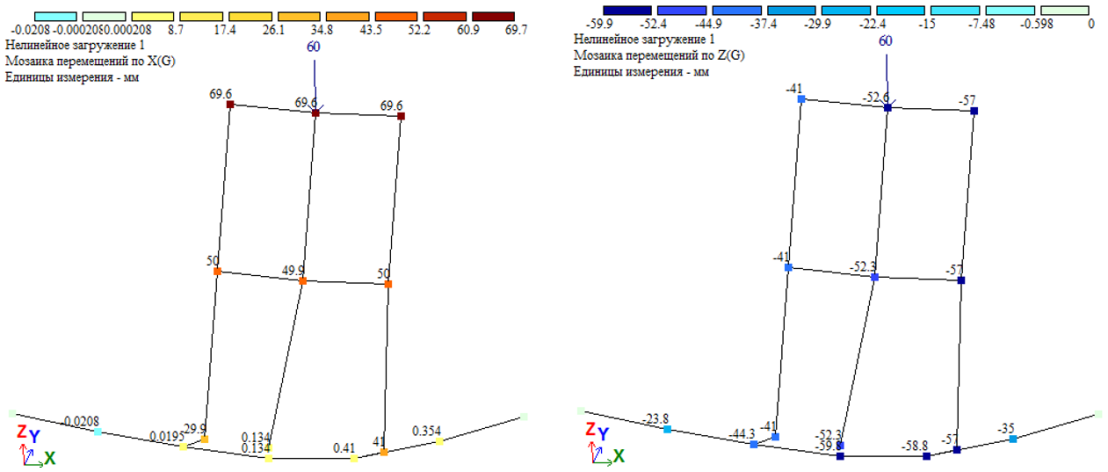 -0.0208 -0.000208 0.000208 8.7 17.4 26.1 34.8 43.5 52.2 60.9 69.7
Нелинейное загружение 1
Мозаика перемещений по X(G)
Единицы измерения - мм
60
69.6 69.6 69.6
50 49.9 50
-0.0208 0.0195 29.9 0.134 0.41 41 0.354
0.134
Z Y
X
-59.9 -52.4 -44.9 -37.4 -29.9 -22.4 -15 -7.48 -0.598 0
Нелинейное загружение 1
Мозаика перемещений по Z(G)
Единицы измерения - мм
60
-41 -52.6 -57
-41 -52.3 -57
-23.8 -44.3 -41 -52.3 -58.8 -57 -35
Z Y
X